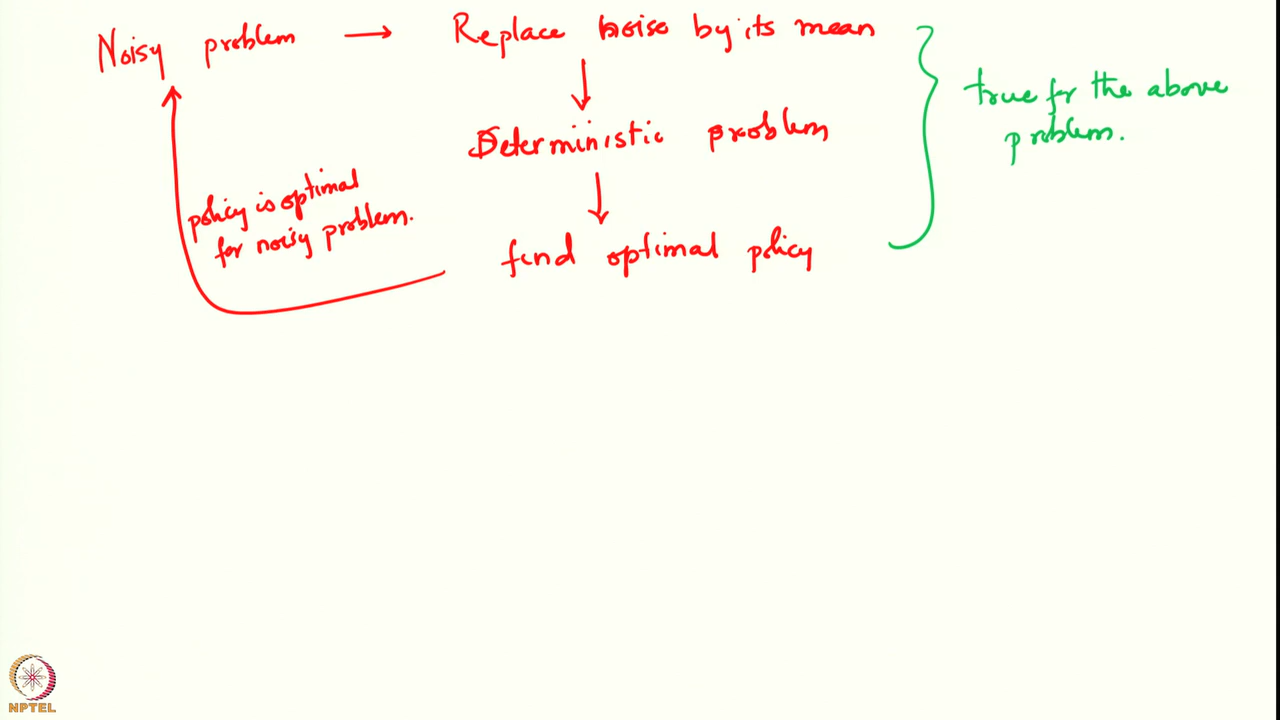 Noisy problem → Replace noise by its mean
true for the above
problem.
↓
Deterministic problem
↓
policy is optimal
for noisy problem.
find optimal policy
NPTEL